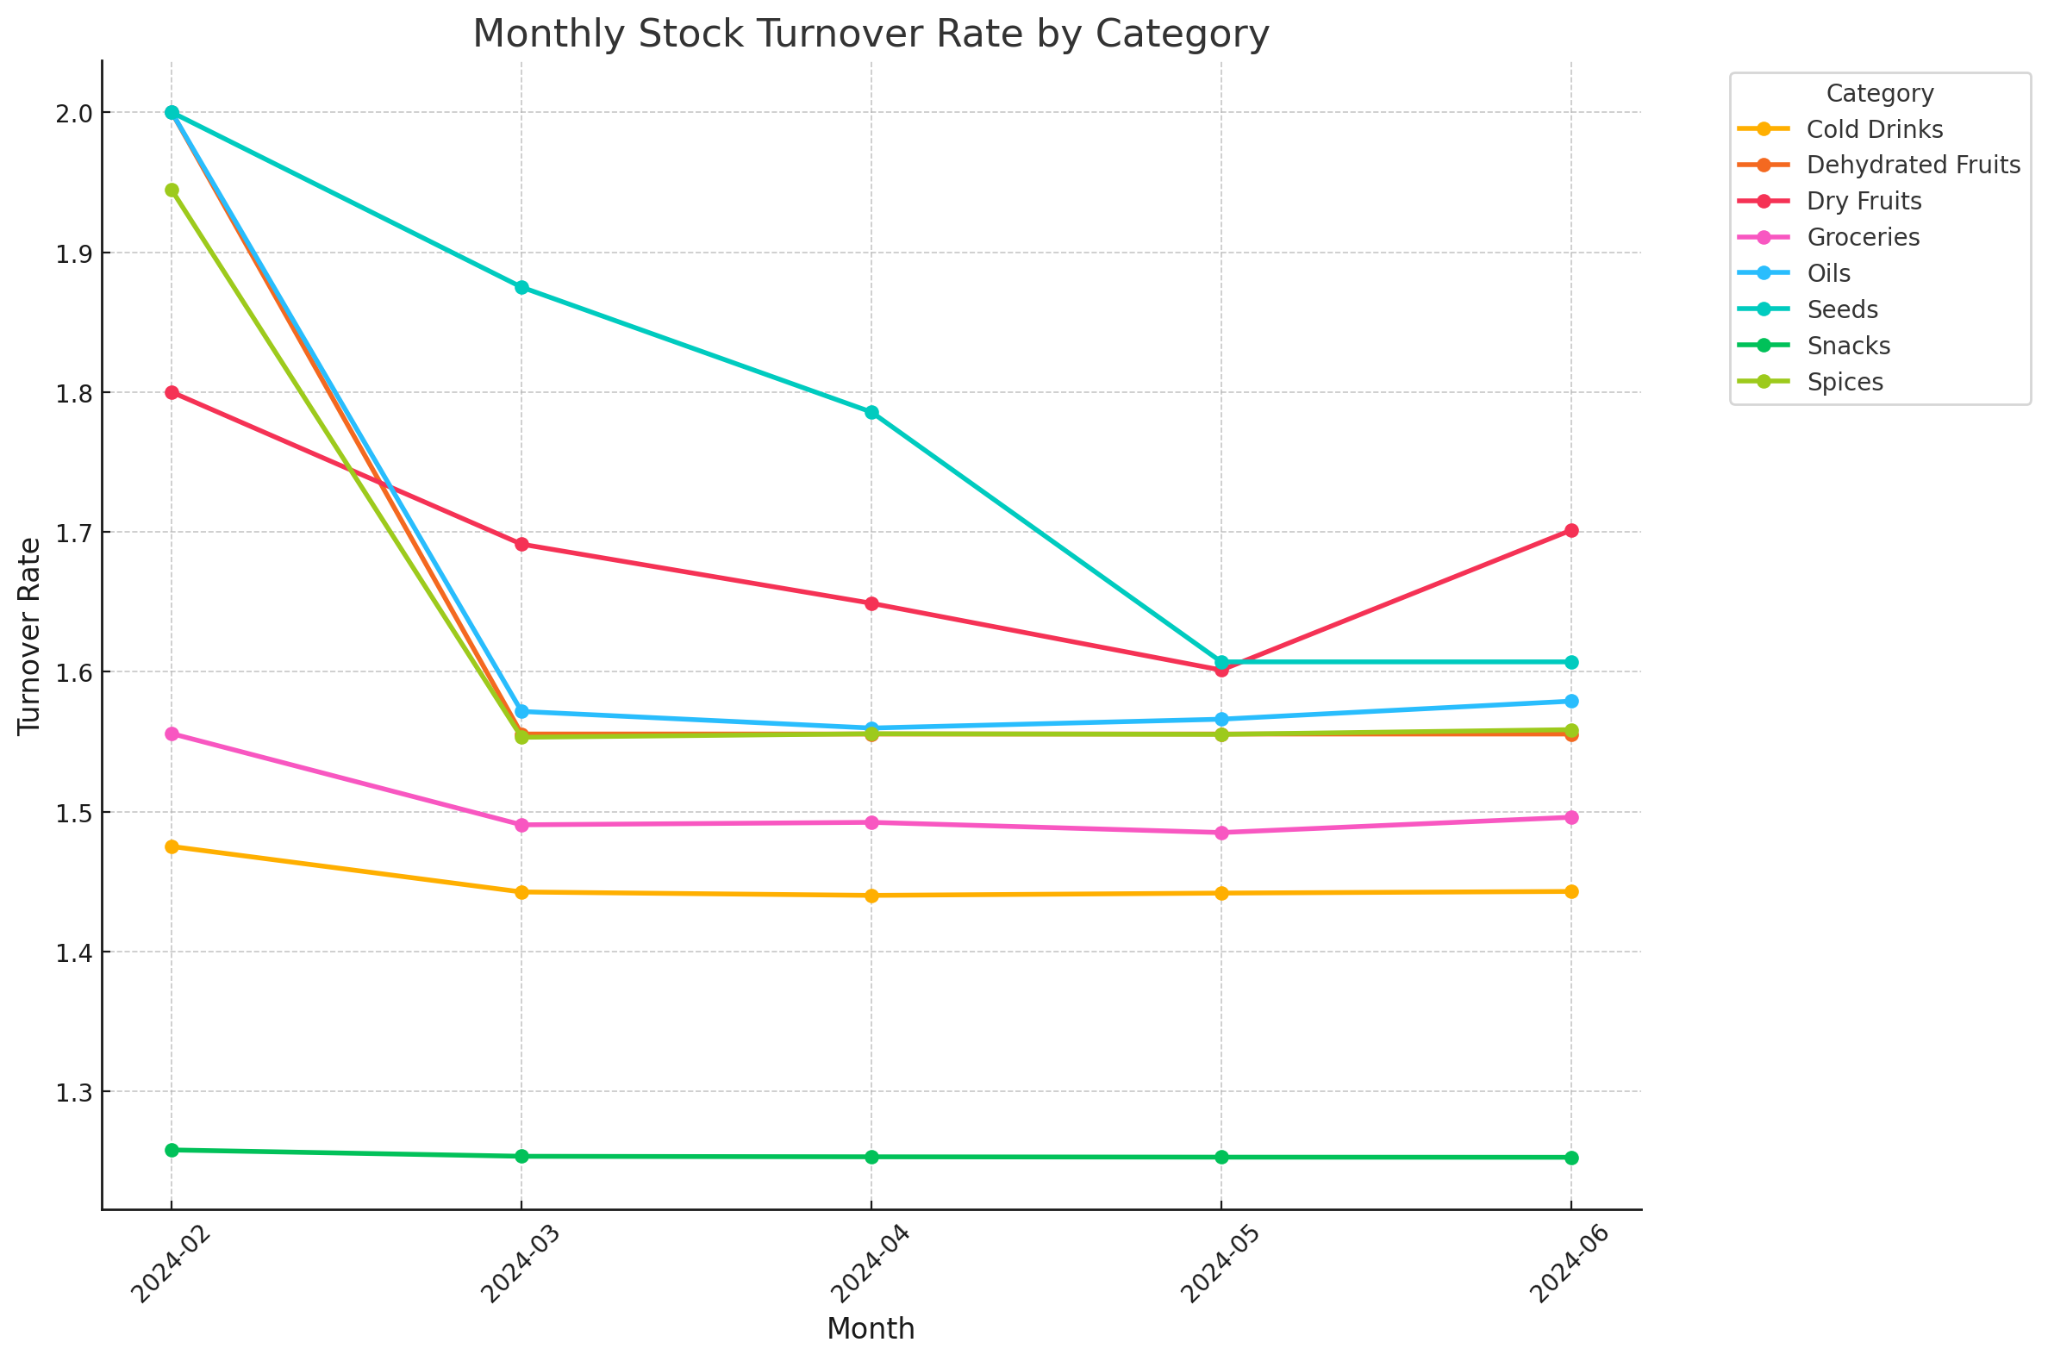 Monthly Stock Turnover Rate by Category
Category
Cold Drinks
Dehydrated Fruits
Dry Fruits
Groceries
Oils
Seeds
Snacks
Spices
2.0
1.9
1.8
1.7
1.6
1.5
1.4
1.3
Turnover Rate
2024-02
2024-03
2024-04
2024-05
2024-06
Month